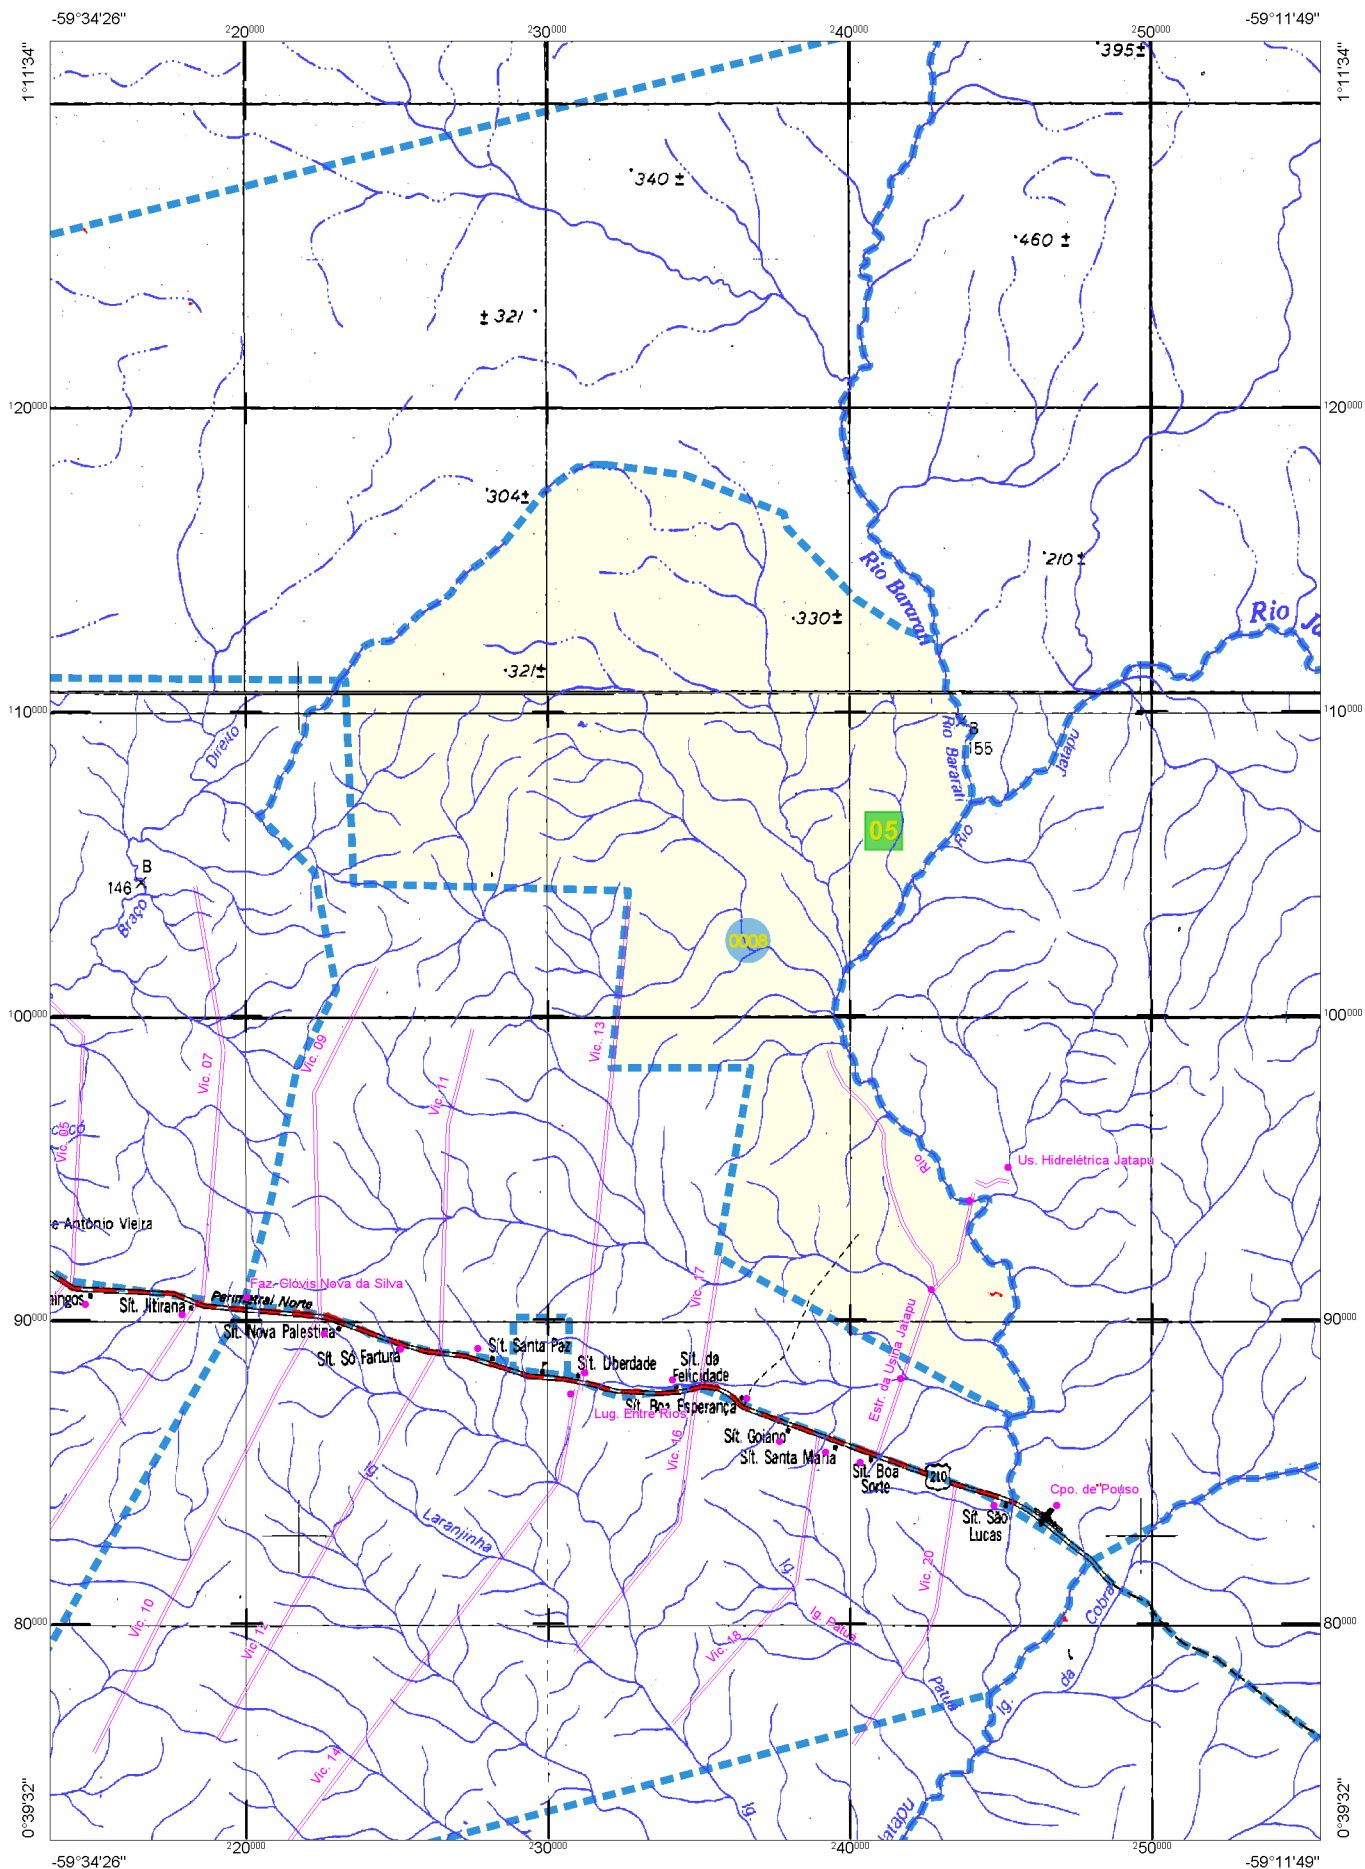 -59°34'26"
-59°11'49"
220000
230000
240000
250000
1°11'34"
1°11'34"
395±
340 ±
460 ±
± 321
120000
120000
304±
210±
Rio Bararati
330±
Rio
321±
110000
110000
Direito
Rio Bararati
B
155
Jatapu
05
Rio
B
146
Braço
0008
100000
100000
Vic. 13
Vic. 09
Vic. 07
Vic. 11
Vic. 05
Rio
Us. Hidrelétrica Jatapu
e Antônio Vieira
Vic. 17
Faz. Clóvis Nova da Silva
Perimetral Norte
ingos
Sít. Jitirana
Sít. Nova Palestina
90000
90000
Sít. Só Fartura
Sít. Santa Paz
Sít. Uberdade
Sít. da
Felicidade
Estr. da Usina Jatapu
Sít. Boa Esperança
Lug. Entre Rios
Sít. Goiano
Sít. Santa Maria
Vic. 16
Sít. Boa
Sorte
210
Cpo. de Pouso
Sít. São
Lucas
Ig.
Laranjinha
Ig.
Vic. 20
Cobra
80000
80000
Vic. 10
Vic. 12
Vic. 18
Ig. Patuá
Patuá
Ig.
da
Vic. 14
Ig.
Jatapu
0°39'32"
0°39'32"
220000
230000
240000
250000
-59°34'26"
-59°11'49"